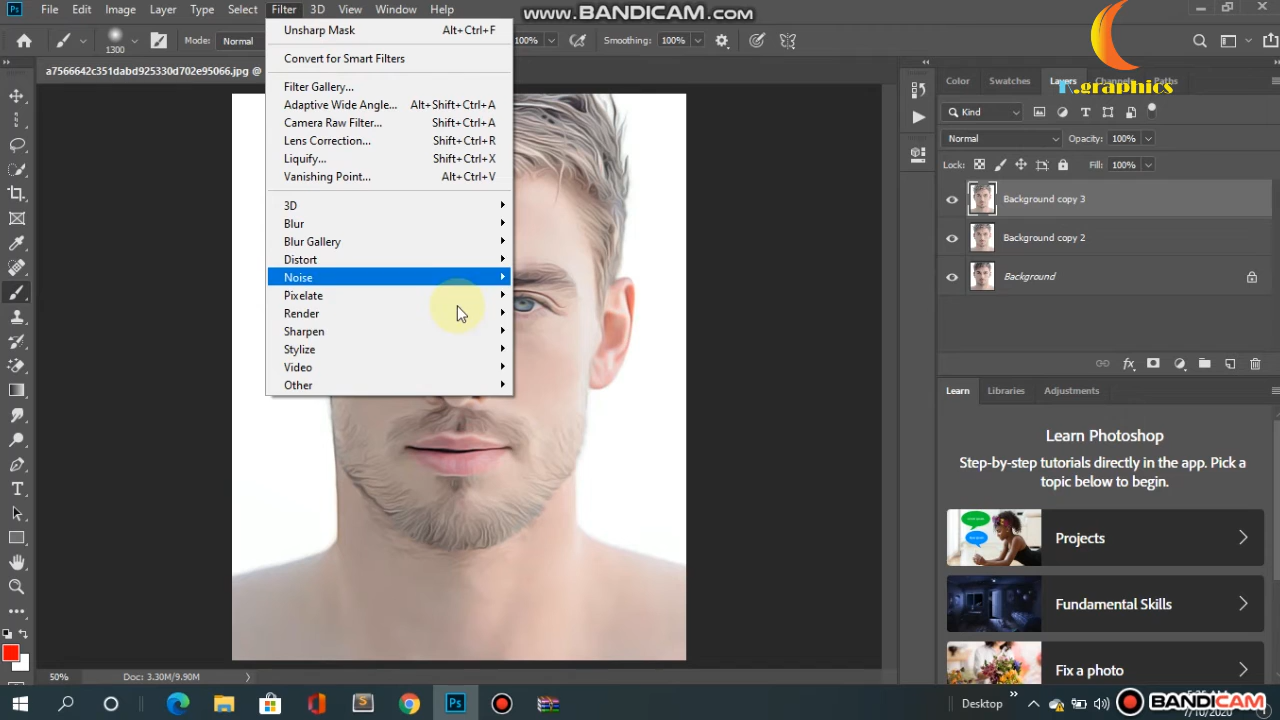 Ps File Edit Image Layer Type Select Filter 3D View Window Help
www.BANDICAM.com
1300 Mode: Normal 100% Smoothing: 100%
a7566642c351dabd925330d702e95066.jpg @
Unsharp Mask Alt+Ctrl+F
Convert for Smart Filters
Filter Gallery...
Adaptive Wide Angle... Alt+Shift+Ctrl+A
Camera Raw Filter... Shift+Ctrl+A
Lens Correction... Shift+Ctrl+R
Liquify... Shift+Ctrl+X
Vanishing Point... Alt+Ctrl+V
3D
Blur
Blur Gallery
Distort
Noise
Pixelate
Render
Sharpen
Stylize
Video
Other
Color Swatches Layers Channels Paths
.graphics
Kind
Normal Opacity: 100%
Lock: Fill: 100%
Background copy 3
Background copy 2
Background
Learn Libraries Adjustments
Learn Photoshop
Step-by-step tutorials directly in the app. Pick a
topic below to begin.
Projects
Fundamental Skills
Fix a photo
50% Doc: 3.30M/9.90M
Desktop
7/10/2020
BANDICAM